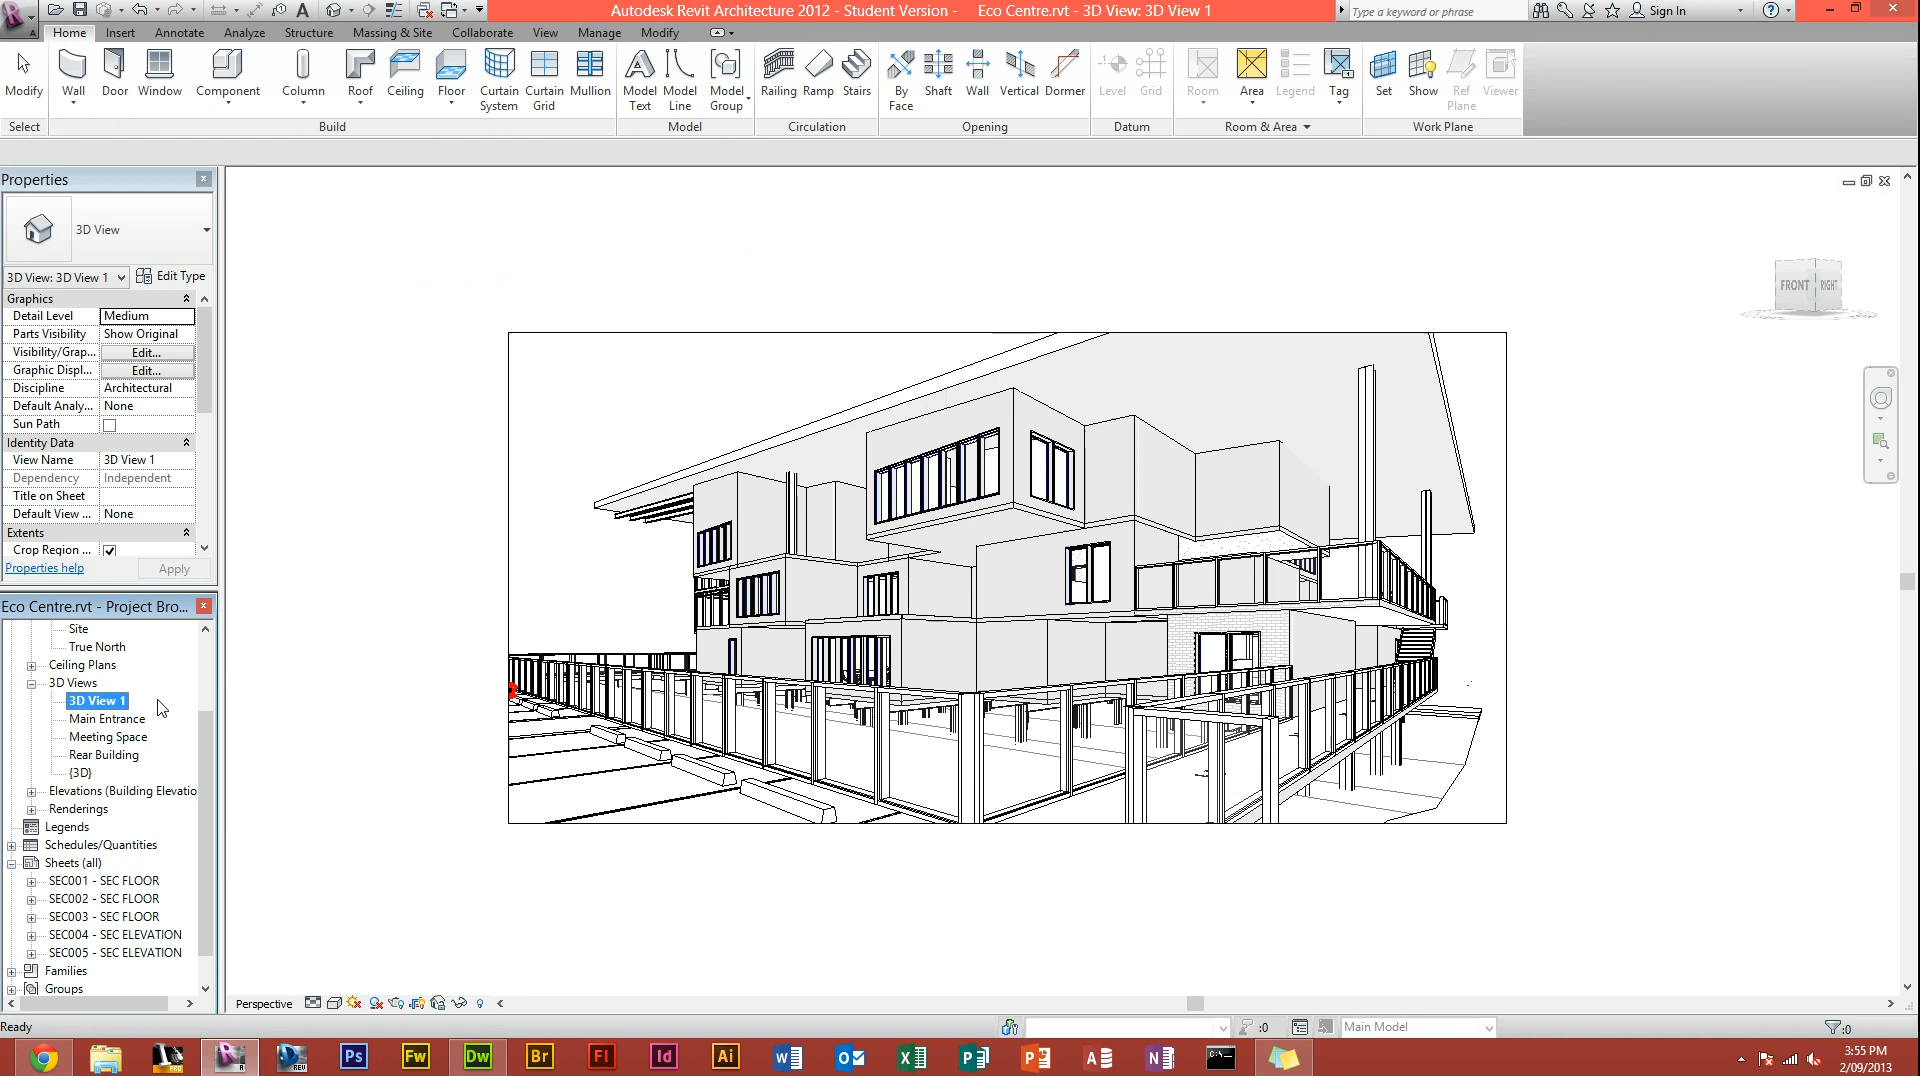 Autodesk Revit Architecture 2012 - Student Version -     Eco Centre.rvt - 3D View: 3D View 1
Type a keyword or phrase
Sign In
Home Insert Annotate Analyze Structure Massing & Site Collaborate View Manage Modify
Modify Wall Door Window Component Column Roof Ceiling Floor Curtain System Curtain Grid Mullion Model Text Model Line Model Group Railing Ramp Stairs By Face Shaft Wall Vertical Dormer Level Grid Room Area Legend Tag Set Show Ref Plane Viewer
Select Build Model Circulation Opening Datum Room & Area Work Plane
Properties
3D View
3D View: 3D View 1 Edit Type
Graphics
Detail Level Medium
Parts Visibility Show Original
Visibility/Grap... Edit...
Graphic Displ... Edit...
Discipline Architectural
Default Analy... None
Sun Path
Identity Data
View Name 3D View 1
Dependency Independent
Title on Sheet
Default View ... None
Extents
Crop Region ...
Properties help Apply
Eco Centre.rvt - Project Bro...
Site
True North
Ceiling Plans
3D Views
3D View 1
Main Entrance
Meeting Space
Rear Building
{3D}
Elevations (Building Elevatio
Renderings
Legends
Schedules/Quantities
Sheets (all)
SEC001 - SEC FLOOR
SEC002 - SEC FLOOR
SEC003 - SEC FLOOR
SEC004 - SEC ELEVATION
SEC005 - SEC ELEVATION
Families
Groups
FRONT RIGHT
Perspective
Ready
:0
Main Model
:0
PRO R A REV Ps Fw Dw Br Fl Id Ai
3:55 PM
2/09/2013